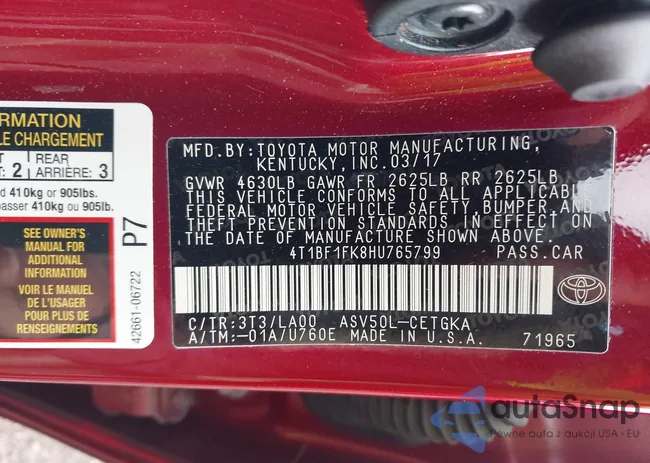 ORMATION
LE CHARGEMENT
2
REAR
ARRIÈRE: 3
d 410kg or 905lbs.
passer 410kg ou 905lb.
SEE OWNER'S
MANUAL FOR
ADDITIONAL
INFORMATION
VOIR LE MANUEL
DE L'USAGER
POUR PLUS DE
RENSEIGNEMENTS
P7
42661-06722
MFD.BY: TOYOTA MOTOR MANUFACTURING,
KENTUCKY, INC. 03/17
GVWR 4630LB GAWR FR 2625LB RR 2625LB
THIS VEHICLE CONFORMS TO ALL APPLICABLE
FEDERAL MOTOR VEHICLE SAFETY, BUMPER, AND
THEFT PREVENTION STANDARDS IN EFFECT ON
THE DATE OF MANUFACTURE SHOWN ABOVE.
4T1BF1FK8HU765799 PASS.CAR
C/TR:3T3/LA00 ASV50L-CETGKA
A/TM:-01A/U760E MADE IN U.S.A. 71965
autaSnap
Pewne auta z aukcji USA • EU